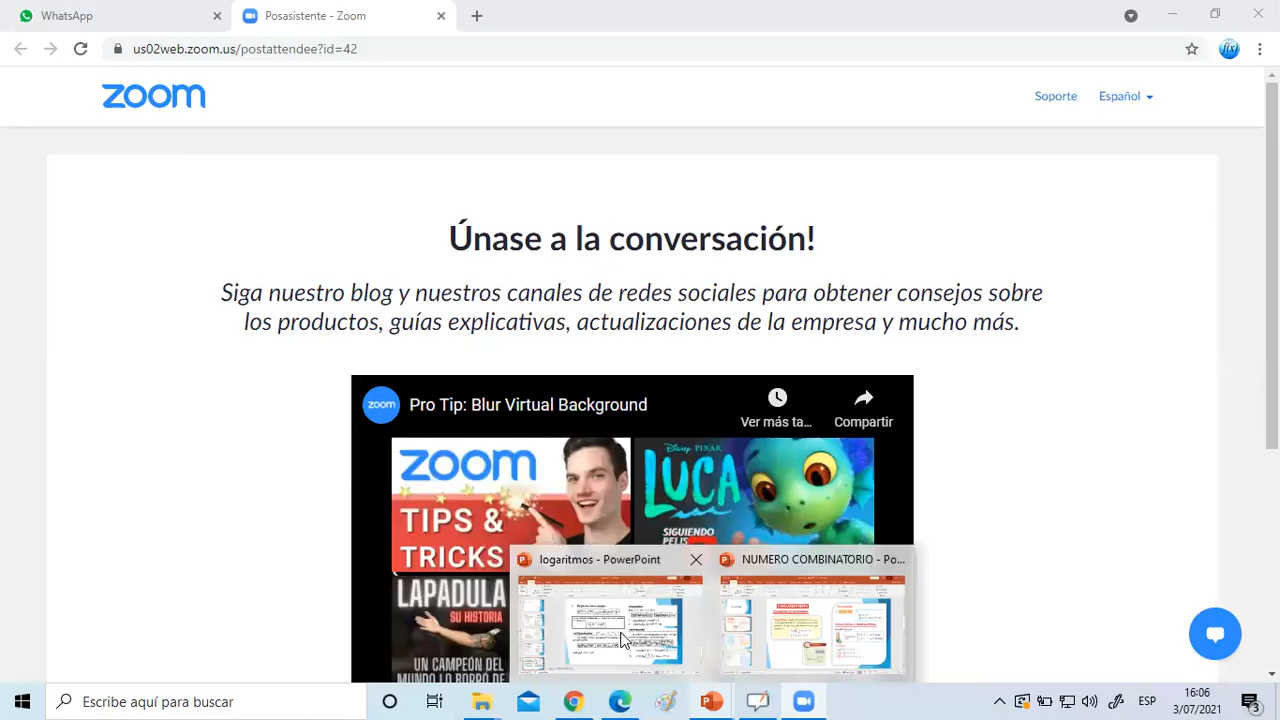 WhatsApp
Posasistente - Zoom
us02web.zoom.us/postattendee?id=42
zoom
Soporte
Español
Únase a la conversación!
Siga nuestro blog y nuestros canales de redes sociales para obtener consejos sobre
los productos, guías explicativas, actualizaciones de la empresa y mucho más.
zoom
Pro Tip: Blur Virtual Background
Ver más ta...
Compartir
zoom
TIPS &
TRICKS
DISNEY PIXAR
LUCA
SIGUIENDO
LAPADULA
SU HISTORIA
UN CAMPEÓN DEL
MUNDO LO BORRÓ DE
logaritmos - PowerPoint
NUMERO COMBINATORIO - Po...
Escribe aquí para buscar
ESP
16:06
3/07/2021
3